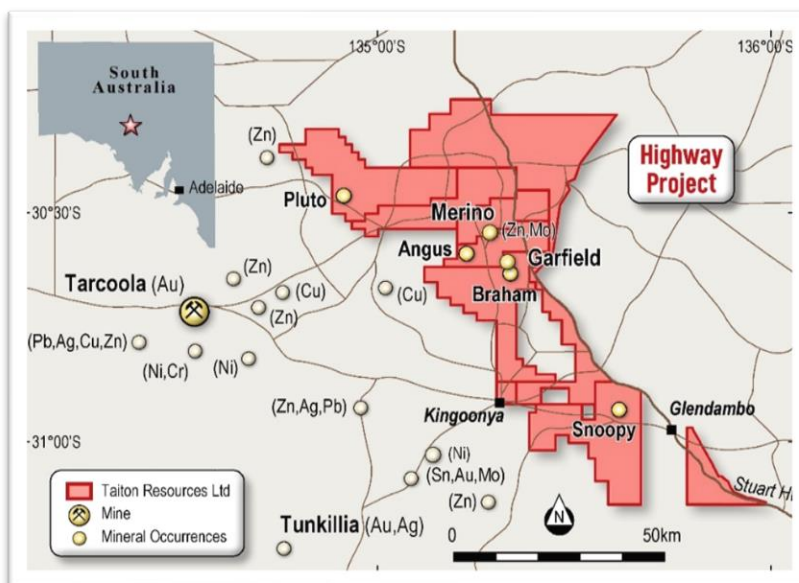 135°00'S
136°00'S
South
Australia
Adelaido
(Zn)
Highway
Project
-30°30'S
Pluto
Merino
(Zn,Mo)
Angus
Garfield
Braham
Tarcoola (Au)
(Zn)
(Cu)
(Zn)
(Cu)
(Pb,Ag,Cu,Zn)
(Ni,Cr)
(Ni)
(Zn,Ag,Pb)
Kingoonya
Glendambo
Snoopy
-31°00'S
(Ni)
(Sn,Au,Mo)
(Zn)
Stuart H
Taiton Resources Ltd
Mine
Mineral Occurrences
Tunkillia (Au,Ag)
N
0
50km